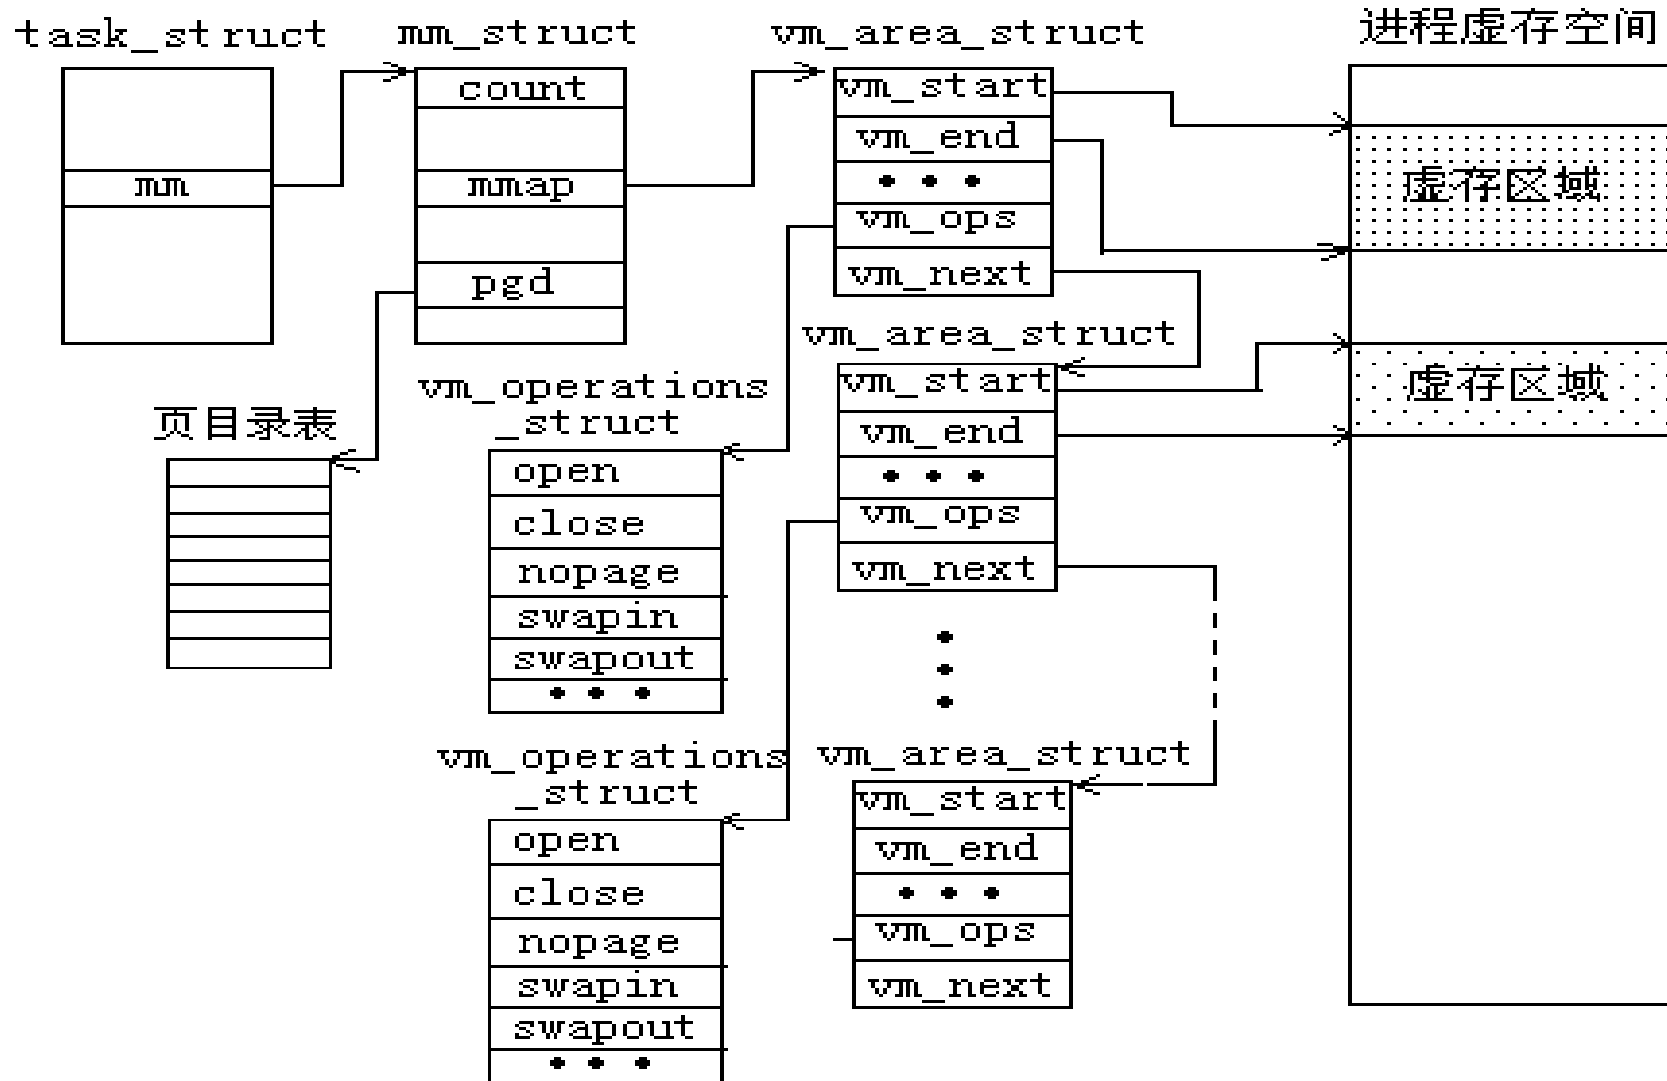 task_struct
mm
mm_struct
count
mmap
pgd
vm_area_struct
vm_start
vm_end
• • •
vm_ops
vm_next
进程虚存空间
虚存区域
虚存区域
页目录表
vm_operations
_struct
open
close
nopage
swapin
swapout
• • •
vm_area_struct
vm_start
vm_end
• • •
vm_ops
vm_next
vm_operations
_struct
open
close
nopage
swapin
swapout
• • •
vm_area_struct
vm_start
vm_end
• • •
vm_ops
vm_next